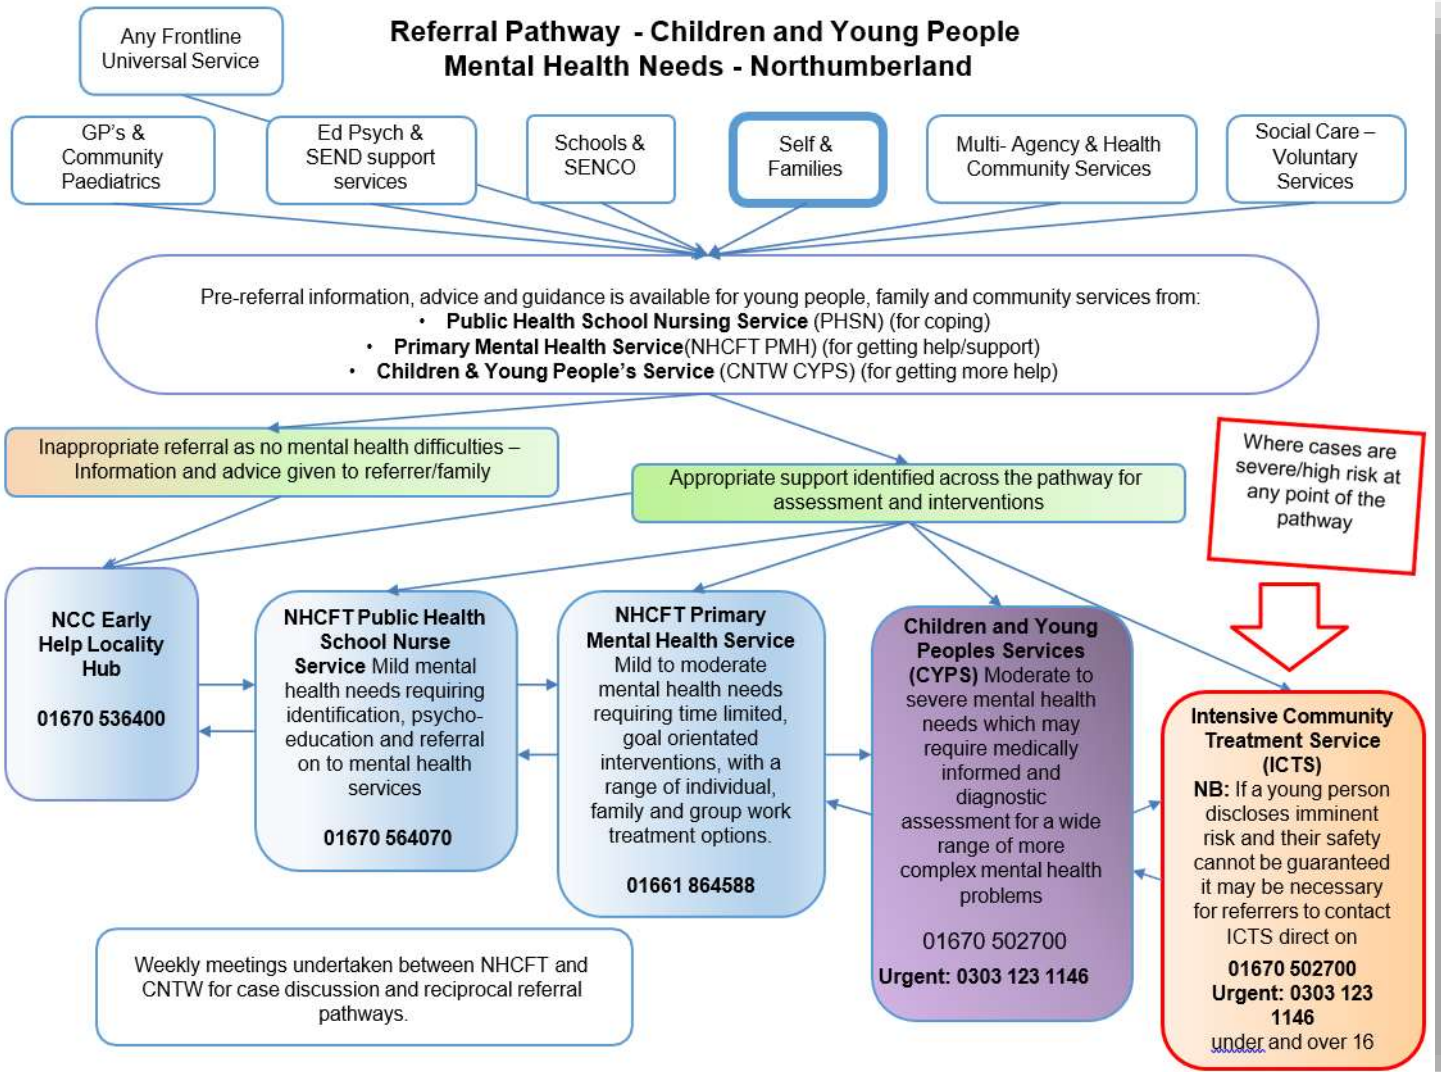 Referral Pathway - Children and Young People
Mental Health Needs - Northumberland
Any Frontline
Universal Service
GP's &
Community
Paediatrics
Ed Psych &
SEND support
services
Schools &
SENCO
Self &
Families
Multi- Agency & Health
Community Services
Social Care –
Voluntary
Services
Pre-referral information, advice and guidance is available for young people, family and community services from:
• Public Health School Nursing Service (PHSN) (for coping)
• Primary Mental Health Service(NHCFT PMH) (for getting help/support)
• Children & Young People's Service (CNTW CYPS) (for getting more help)
Inappropriate referral as no mental health difficulties –
Information and advice given to referrer/family
Appropriate support identified across the pathway for
assessment and interventions
Where cases are
severe/high risk at
any point of the
pathway
NCC Early
Help Locality
Hub
01670 536400
NHCFT Public Health
School Nurse
Service Mild mental
health needs requiring
identification, psycho-
education and referral
on to mental health
services
01670 564070
NHCFT Primary
Mental Health Service
Mild to moderate
mental health needs
requiring time limited,
goal orientated
interventions, with a
range of individual,
family and group work
treatment options.
01661 864588
Children and Young
Peoples Services
(CYPS) Moderate to
severe mental health
needs which may
require medically
informed and
diagnostic
assessment for a wide
range of more
complex mental health
problems
01670 502700
Urgent: 0303 123 1146
Intensive Community
Treatment Service
(ICTS)
NB: If a young person
discloses imminent
risk and their safety
cannot be guaranteed
it may be necessary
for referrers to contact
ICTS direct on
01670 502700
Urgent: 0303 123
1146
under and over 16
Weekly meetings undertaken between NHCFT and
CNTW for case discussion and reciprocal referral
pathways.